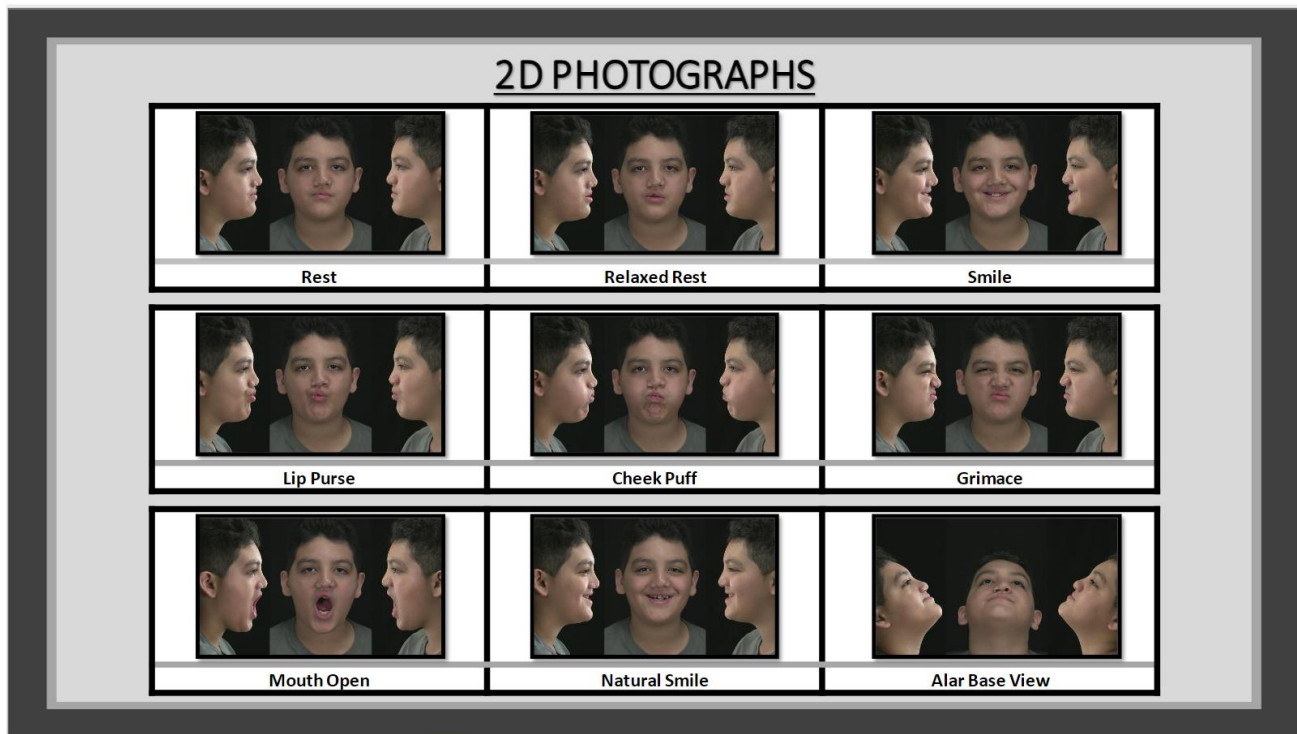 2D PHOTOGRAPHS
Rest
Relaxed Rest
Smile
Lip Purse
Cheek Puff
Grimace
Mouth Open
Natural Smile
Alar Base View